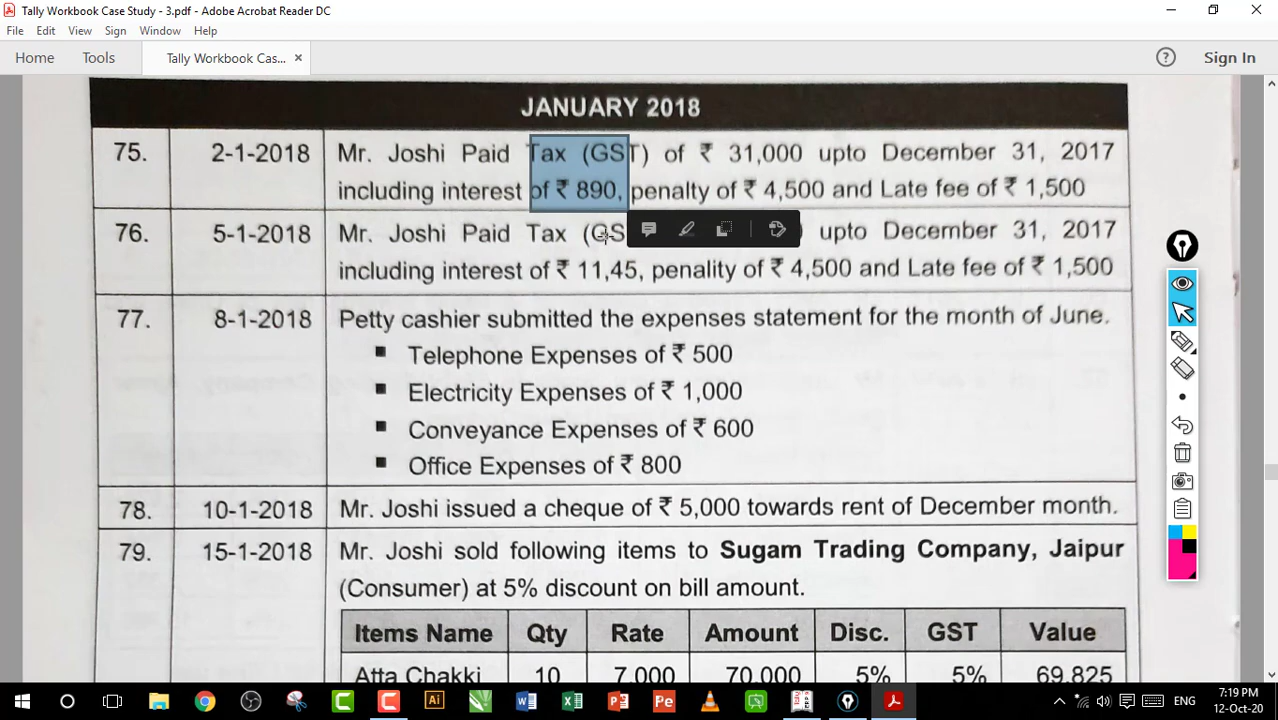 Tally Workbook Case Study - 3.pdf - Adobe Acrobat Reader DC
File Edit View Sign Window Help
Home Tools Tally Workbook Cas... × ? Sign In
JANUARY 2018
75. 2-1-2018 Mr. Joshi Paid Tax (GST) of ₹ 31,000 upto December 31, 2017
including interest of ₹ 890, penalty of ₹ 4,500 and Late fee of ₹ 1,500
76. 5-1-2018 Mr. Joshi Paid Tax (GS upto December 31, 2017
including interest of ₹ 11,45, penality of ₹ 4,500 and Late fee of ₹ 1,500
77. 8-1-2018 Petty cashier submitted the expenses statement for the month of June.
■ Telephone Expenses of ₹ 500
■ Electricity Expenses of ₹ 1,000
■ Conveyance Expenses of ₹ 600
■ Office Expenses of ₹ 800
78. 10-1-2018 Mr. Joshi issued a cheque of ₹ 5,000 towards rent of December month.
79. 15-1-2018 Mr. Joshi sold following items to Sugam Trading Company, Jaipur
(Consumer) at 5% discount on bill amount.
Items Name Qty Rate Amount Disc. GST Value
Atta Chakki 10 7,000 70,000 5% 5% 69,825
ENG 7:19 PM
12-Oct-20